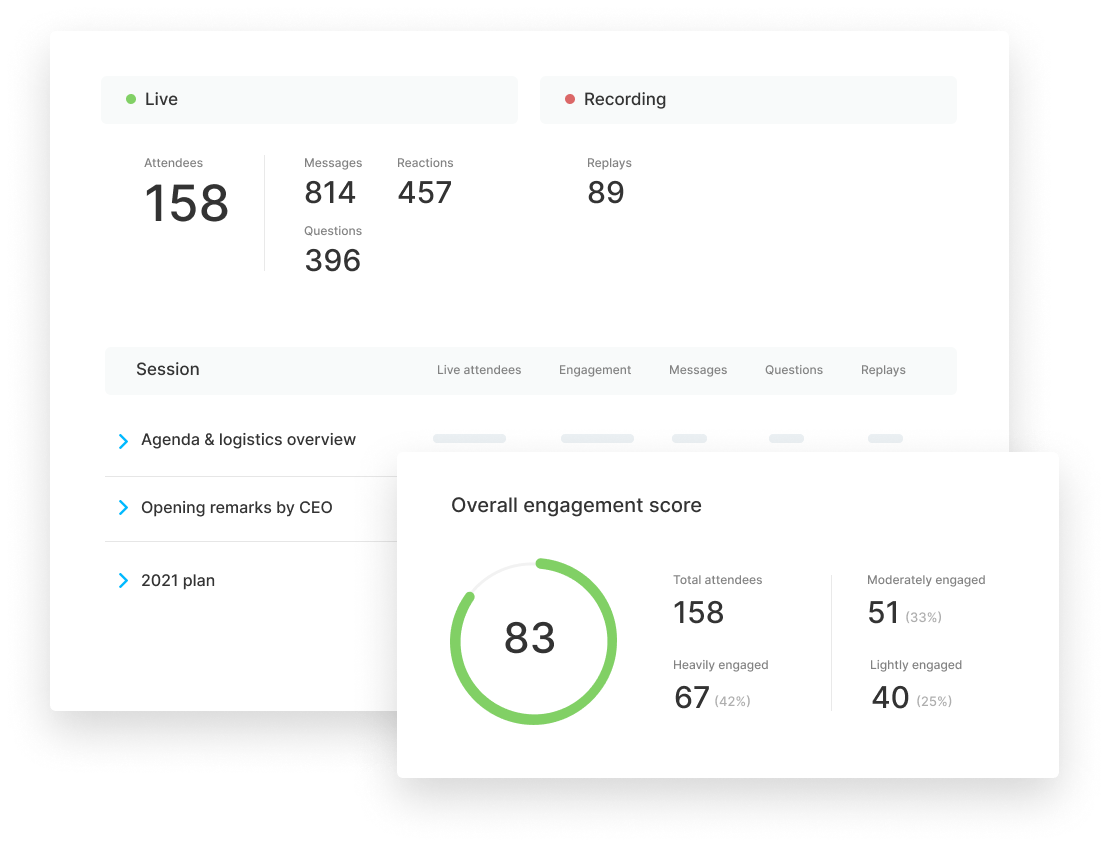 Live
Recording
Attendees
158
Messages
814
Reactions
457
Questions
396
Replays
89
Session Live attendees Engagement Messages Questions Replays
Agenda & logistics overview
Opening remarks by CEO
2021 plan
Overall engagement score
83
Total attendees
158
Moderately engaged
51 (33%)
Heavily engaged
67 (42%)
Lightly engaged
40 (25%)